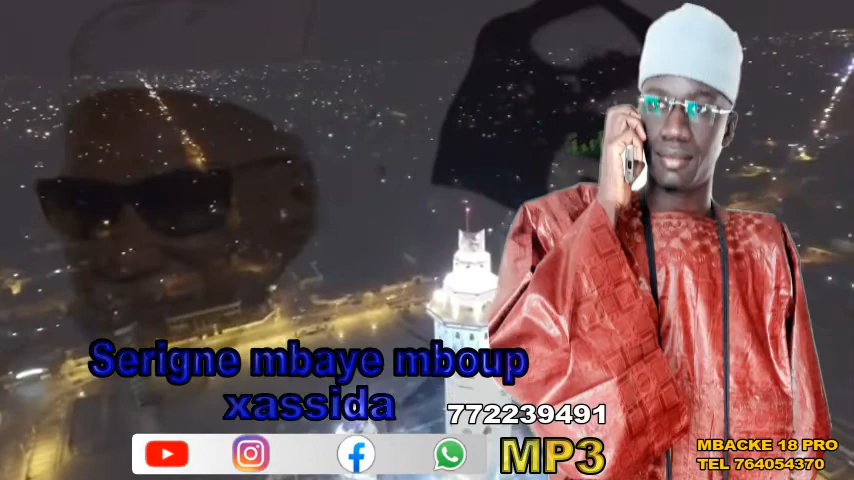 Serigne mbaye mboup
xassida
772239491
MP3
MBACKE 18 PRO
TEL 764054370